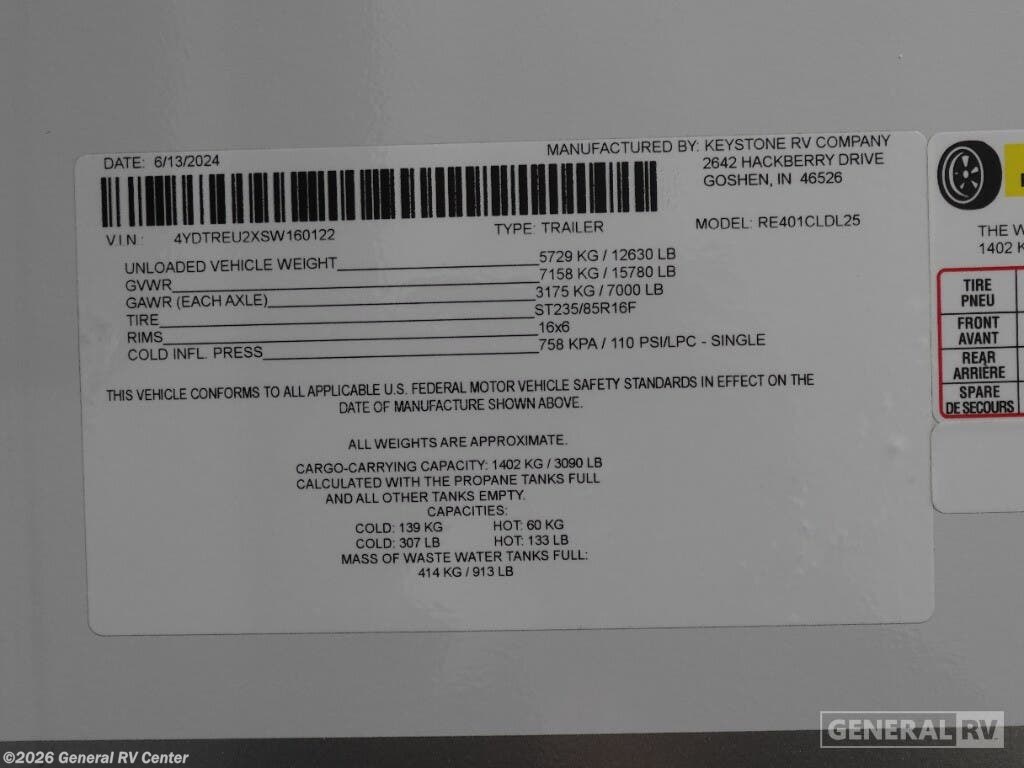 DATE: 6/13/2024
MANUFACTURED BY: KEYSTONE RV COMPANY
2642 HACKBERRY DRIVE
GOSHEN, IN 46526
VIN: 4YDTREU2XSW160122 TYPE: TRAILER MODEL: RE401CLDL25
UNLOADED VEHICLE WEIGHT 5729 KG / 12630 LB
GVWR 7158 KG / 15780 LB
GAWR (EACH AXLE) 3175 KG / 7000 LB
TIRE ST235/85R16F
RIMS 16x6
COLD INFL. PRESS 758 KPA / 110 PSI/LPC - SINGLE
THIS VEHICLE CONFORMS TO ALL APPLICABLE U.S. FEDERAL MOTOR VEHICLE SAFETY STANDARDS IN EFFECT ON THE
DATE OF MANUFACTURE SHOWN ABOVE.
ALL WEIGHTS ARE APPROXIMATE.
CARGO-CARRYING CAPACITY: 1402 KG / 3090 LB
CALCULATED WITH THE PROPANE TANKS FULL
AND ALL OTHER TANKS EMPTY.
CAPACITIES:
COLD: 139 KG HOT: 60 KG
COLD: 307 LB HOT: 133 LB
MASS OF WASTE WATER TANKS FULL:
414 KG / 913 LB
THE
1402
TIRE
PNEU
FRONT
AVANT
REAR
ARRIÈRE
SPARE
DE SECOURS
GENERAL RV
©2026 General RV Center